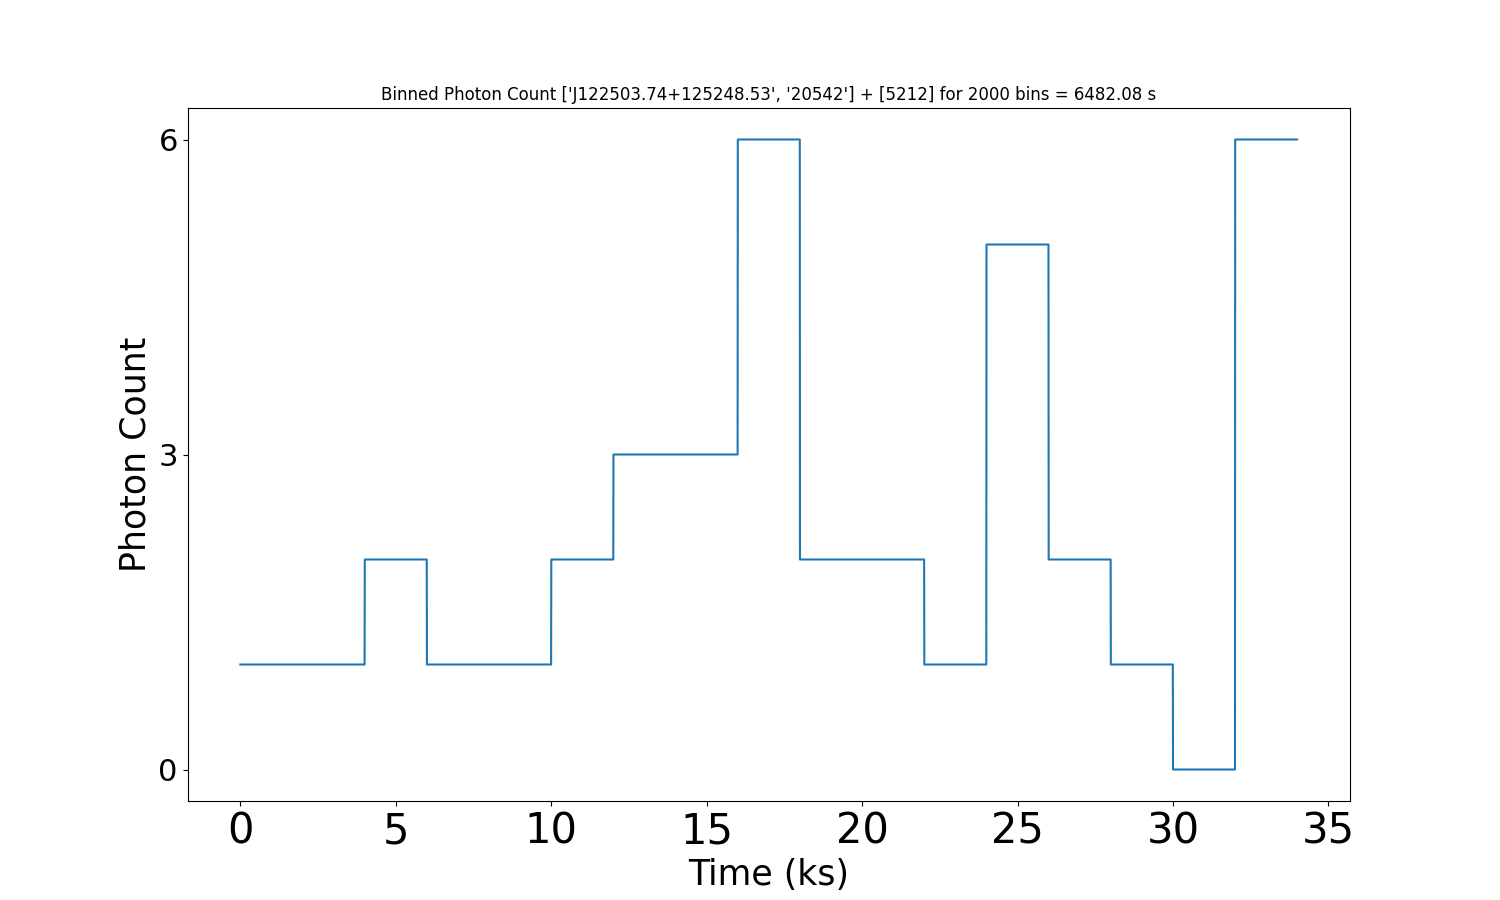 Binned Photon Count ['J122503.74+125248.53', '20542'] + [5212] for 2000 bins = 6482.08 s
6
3
0
Photon Count
0 5 10 15 20 25 30 35
Time (ks)